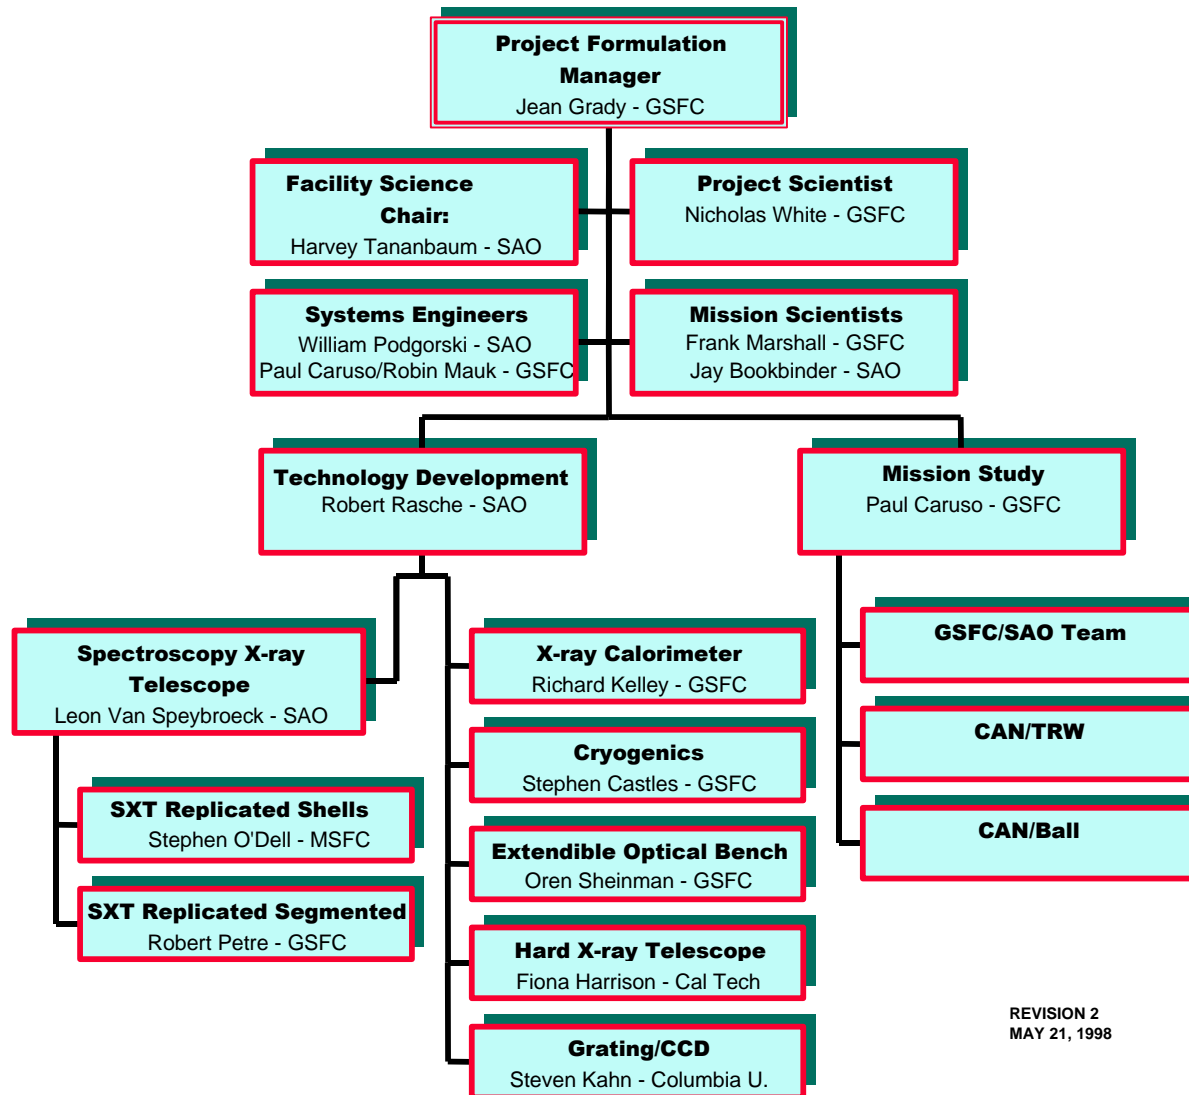 Project Formulation
Manager
Jean Grady - GSFC
Facility Science
Chair:
Harvey Tananbaum - SAO
Project Scientist
Nicholas White - GSFC
Systems Engineers
William Podgorski - SAO
Paul Caruso/Robin Mauk - GSFC
Mission Scientists
Frank Marshall - GSFC
Jay Bookbinder - SAO
Technology Development
Robert Rasche - SAO
Mission Study
Paul Caruso - GSFC
Spectroscopy X-ray
Telescope
Leon Van Speybroeck - SAO
SXT Replicated Shells
Stephen O'Dell - MSFC
SXT Replicated Segmented
Robert Petre - GSFC
X-ray Calorimeter
Richard Kelley - GSFC
Cryogenics
Stephen Castles - GSFC
Extendible Optical Bench
Oren Sheinman - GSFC
Hard X-ray Telescope
Fiona Harrison - Cal Tech
Grating/CCD
Steven Kahn - Columbia U.
GSFC/SAO Team
CAN/TRW
CAN/Ball
REVISION 2
MAY 21, 1998